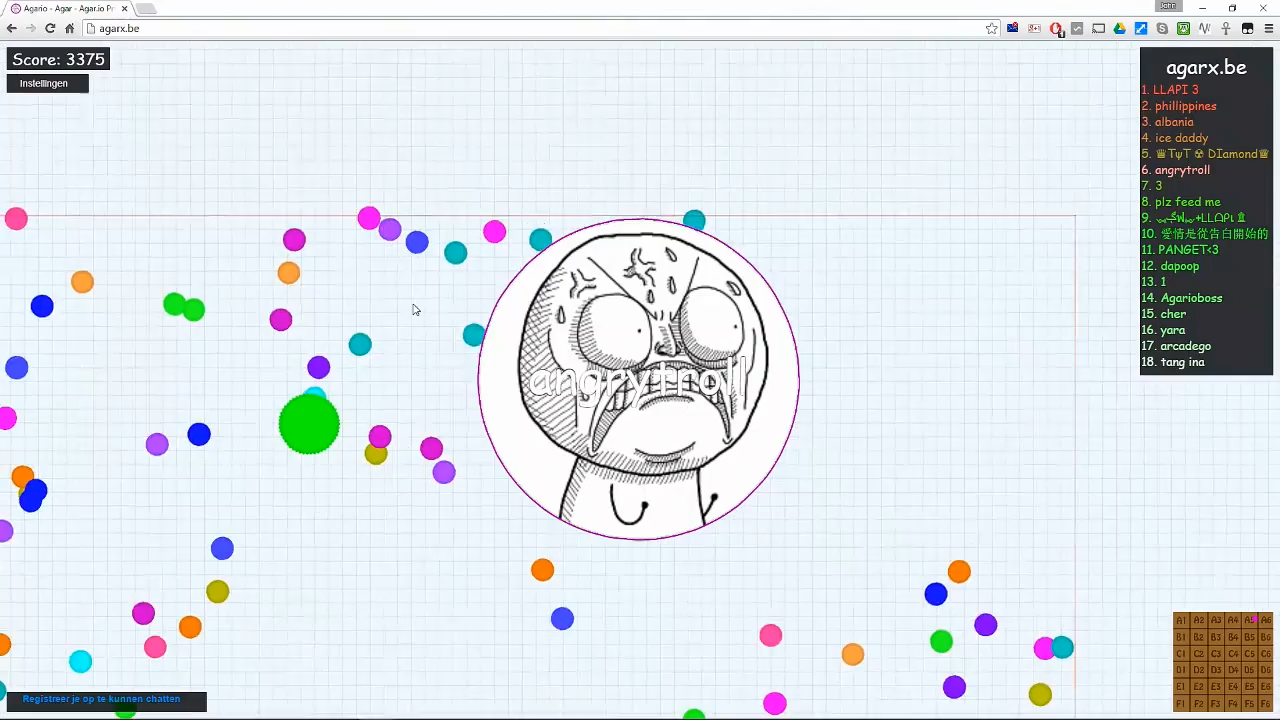 Agario - Agar - Agar.io Pr
John
agarx.be
Score: 3375
Instellingen
agarx.be
1. LLAPI 3
2. phillippines
3. albania
4. ice daddy
5. ♕TψT ☢ DIamond♕
6. angrytroll
7. 3
8. plz feed me
9.
10. 愛情是從告白開始的
11. PANGET<3
12. dapoop
13. 1
14. Agarioboss
15. cher
16. yara
17. arcadego
18. tang ina
angrytroll
A1 A2 A3 A4 A5 A6
B1 B2 B3 B4 B5 B6
C1 C2 C3 C4 C5 C6
D1 D2 D3 D4 D5 D6
E1 E2 E3 E4 E5 E6
F1 F2 F3 F4 F5 F6
Registreer je op te kunnen chatten